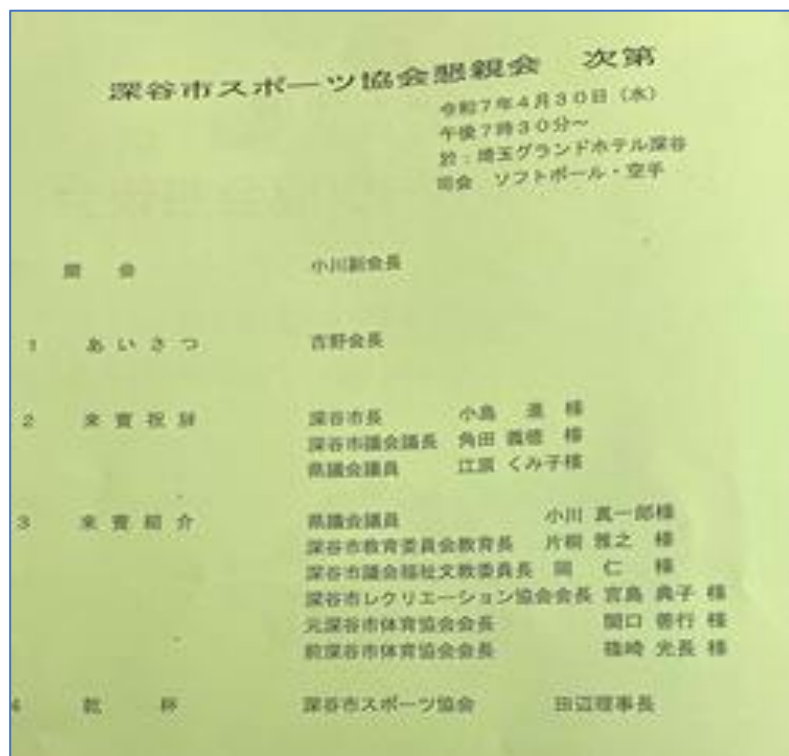 深谷市スポーツ協会懇親会 次第
令和7年4月30日（水）
午後7時30分～
於：埼玉グランドホテル深谷
司会 ソフトボール・空手
開会 小川副会長
1 あいさつ 吉野会長
2 来賓祝辞 深谷市長 小島 進 様
深谷市議会議長 角田 義徳 様
県議会議員 江原 くみ子様
3 来賓紹介 県議会議員 小川 真一郎様
深谷市教育委員会教育長 片桐 雅之 様
深谷市議会福祉文教委員長 岡 仁 様
深谷市レクリエーション協会会長 宮島 典子 様
元深谷市体育協会会長 関口 善行 様
前深谷市体育協会会長 篠崎 光長 様
4 乾杯 深谷市スポーツ協会 田辺理事長